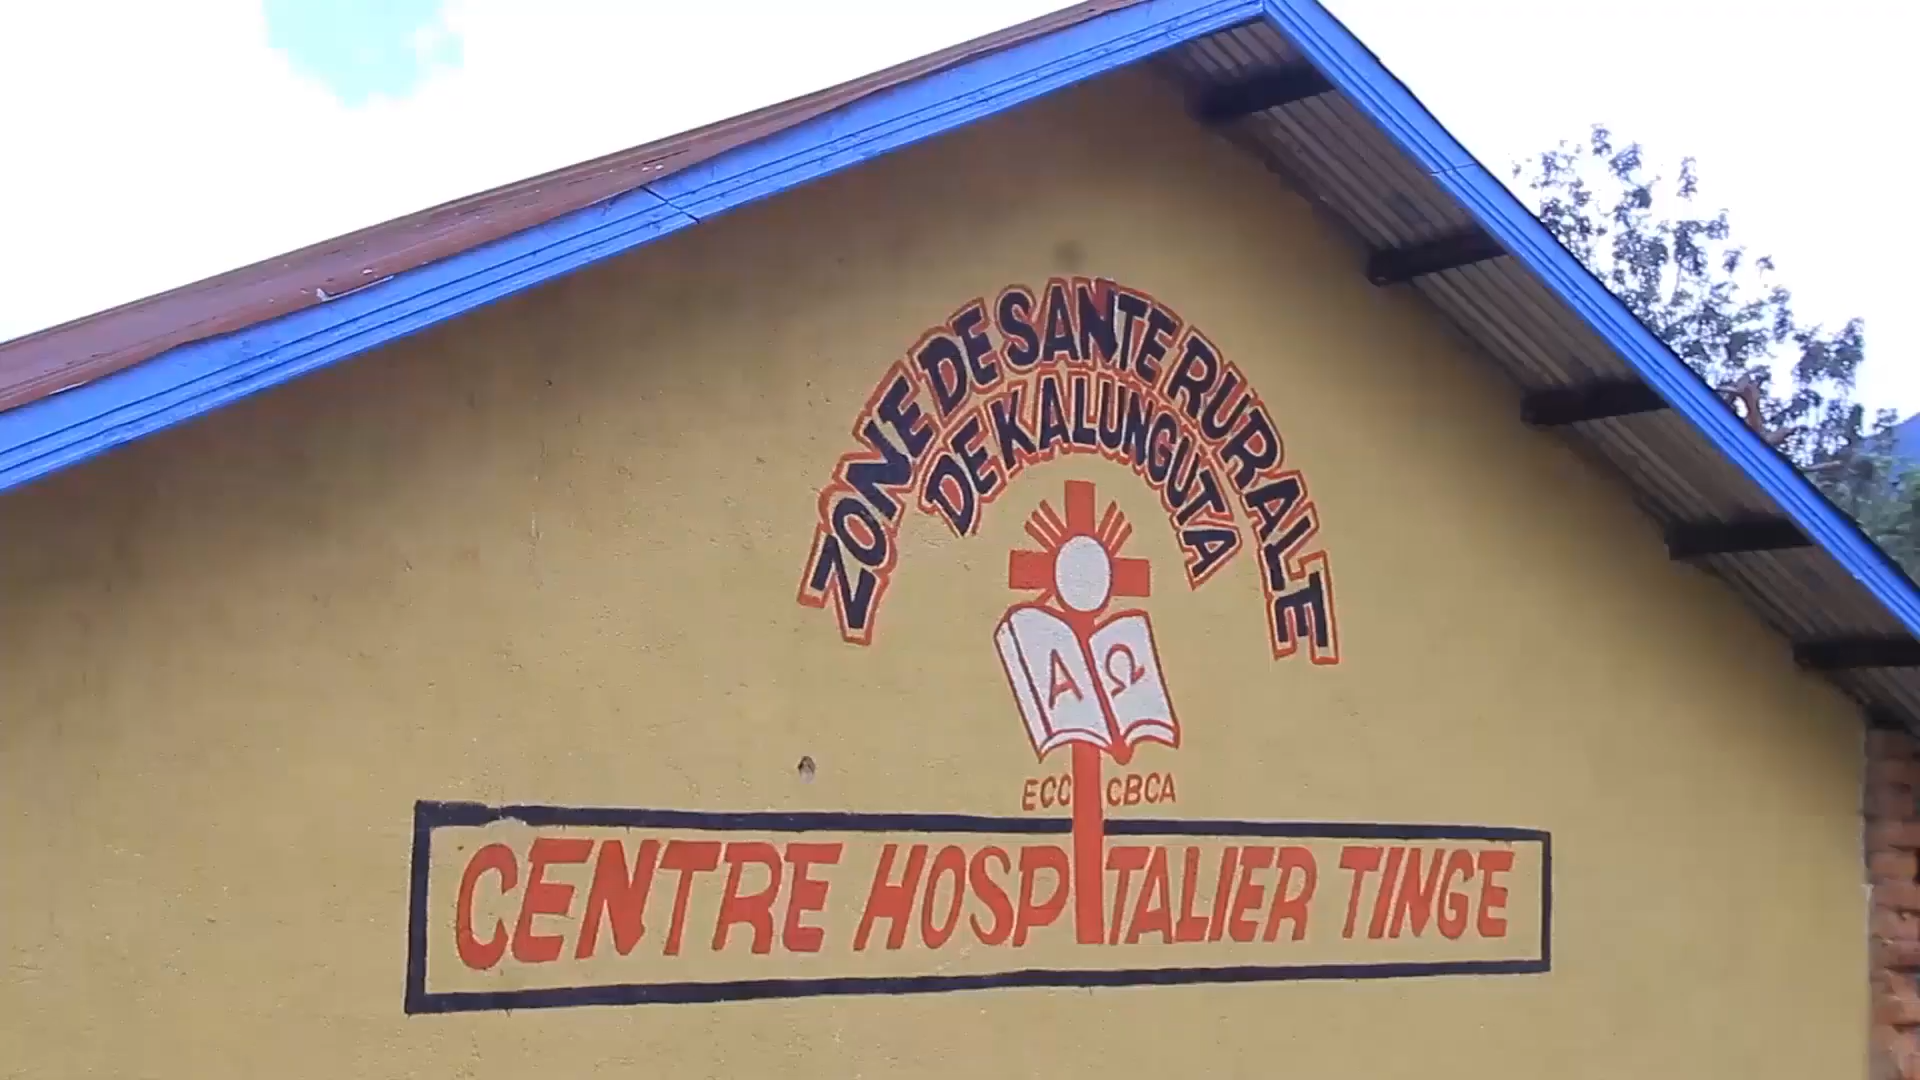 ZONE DE SANTE RURALE
DE KALUNGUTA
A Ω
ECC CBCA
CENTRE HOSPITALIER TINGE